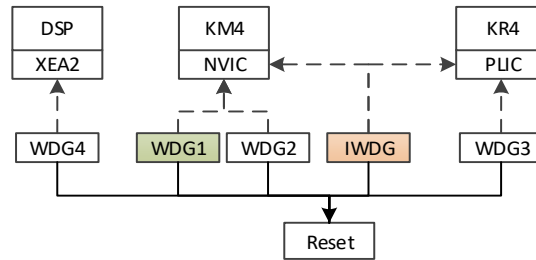 DSP
XEA2
KM4
NVIC
KR4
PLIC
WDG4
WDG1
WDG2
IWDG
WDG3
Reset